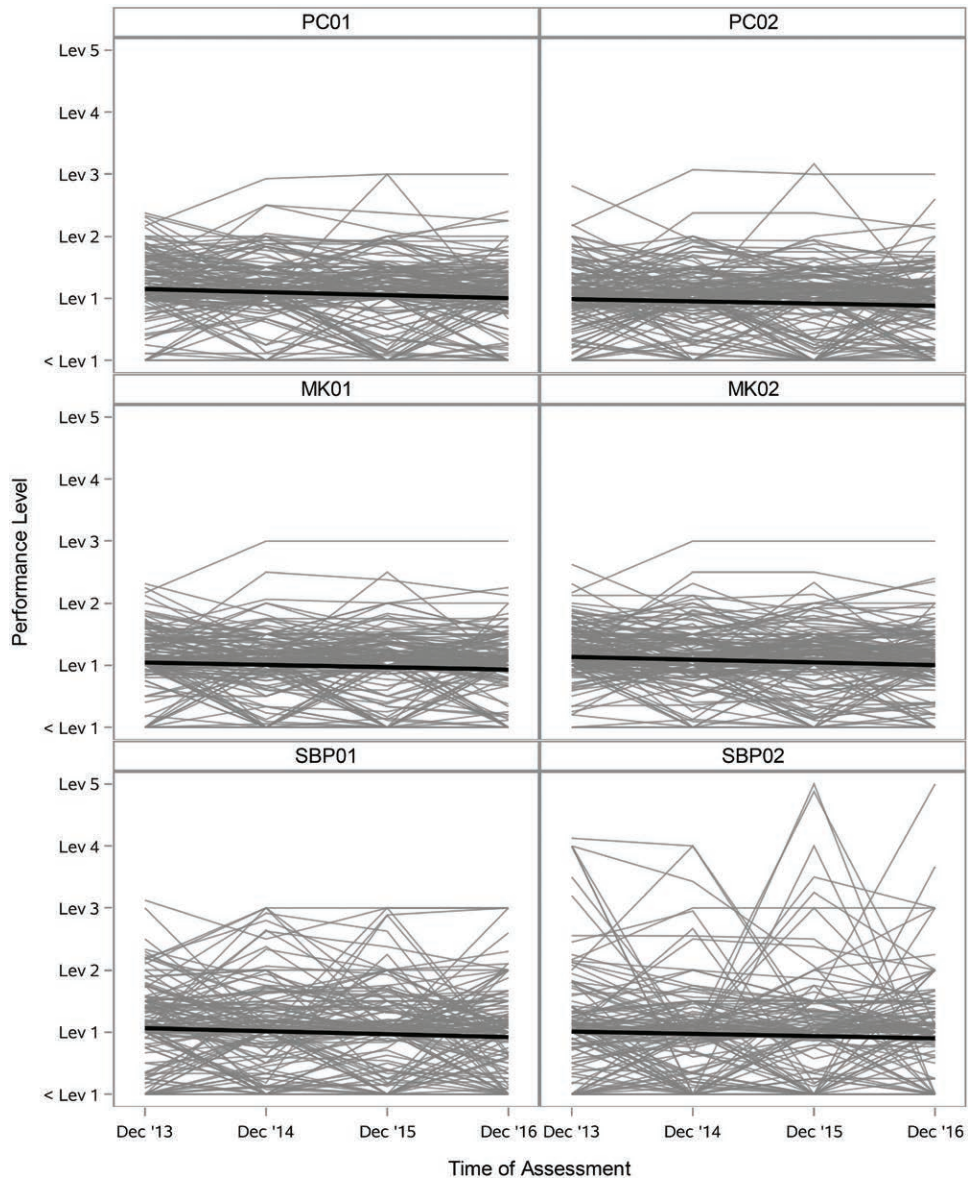 PC01 PC02
Lev 5
Lev 4
Lev 3
Lev 2
Lev 1
< Lev 1
MK01 MK02
Lev 5
Lev 4
Lev 3
Lev 2
Lev 1
< Lev 1
Performance Level
SBP01 SBP02
Lev 5
Lev 4
Lev 3
Lev 2
Lev 1
< Lev 1
Dec '13 Dec '14 Dec '15 Dec '16 Dec '13 Dec '14 Dec '15 Dec '16
Time of Assessment